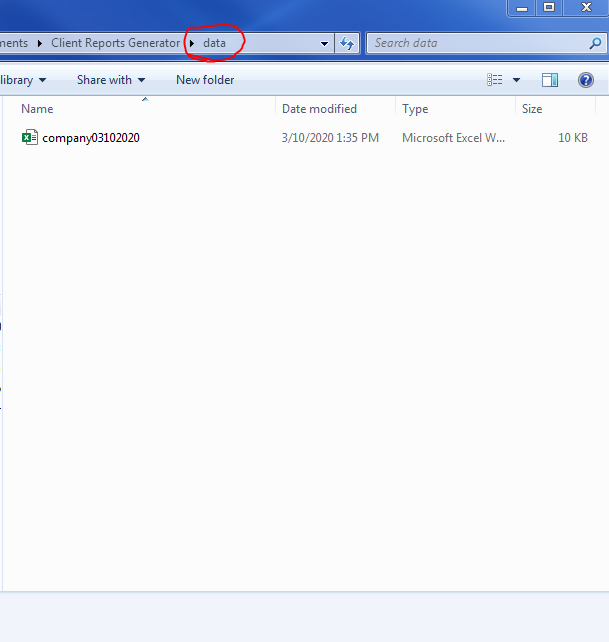 ments ▸ Client Reports Generator ▸ data Search data
library Share with New folder
Name Date modified Type Size
company03102020 3/10/2020 1:35 PM Microsoft Excel W... 10 KB